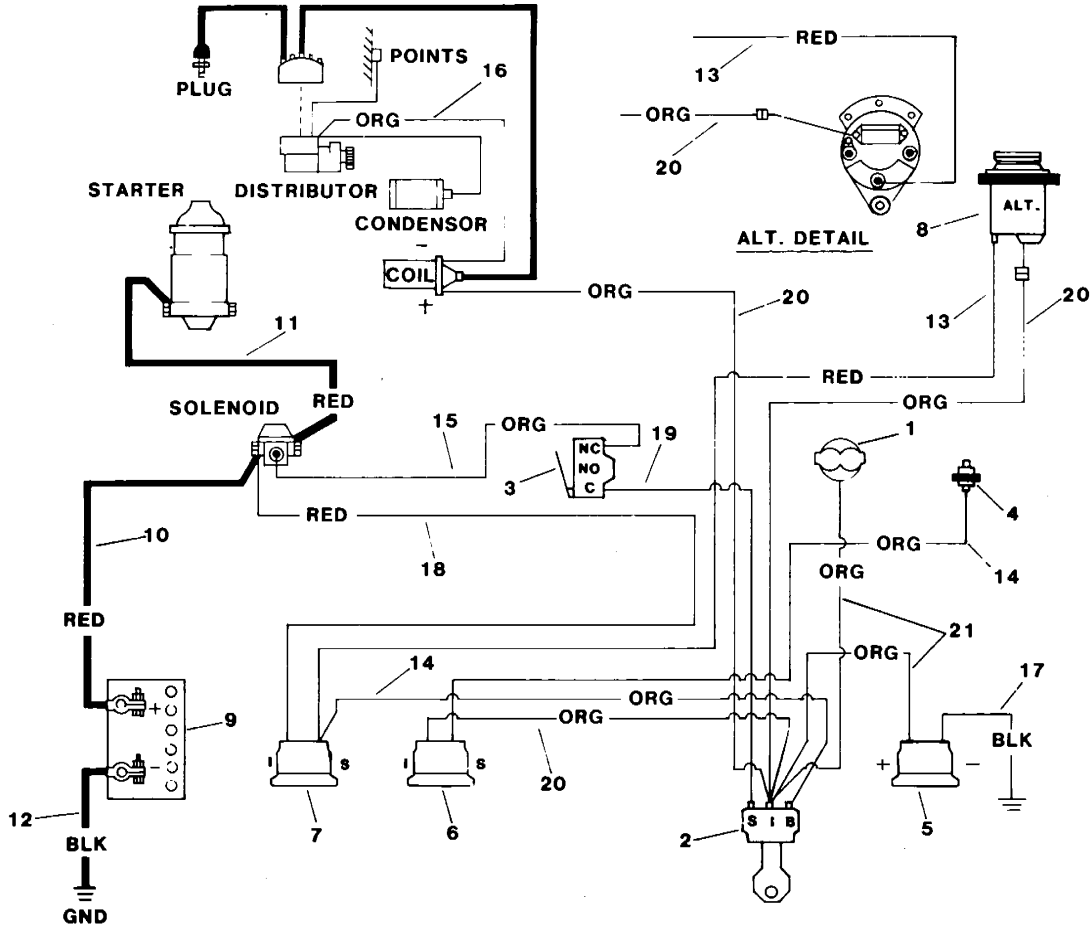 RED
POINTS
16
13
PLUG
ORG
ORG
20
STARTER
DISTRIBUTOR
CONDENSOR
ALT.
8
ALT. DETAIL
-
COIL
+
ORG
20
13
20
11
RED
SOLENOID
RED
ORG
15
ORG
19
1
NC
NO
C
3
4
10
RED
18
ORG
ORG
14
RED
21
14
ORG
17
ORG
9
+
-
ORG
BLK
I
S
I
S
20
+
-
12
7
6
2
S
I
B
5
BLK
GND